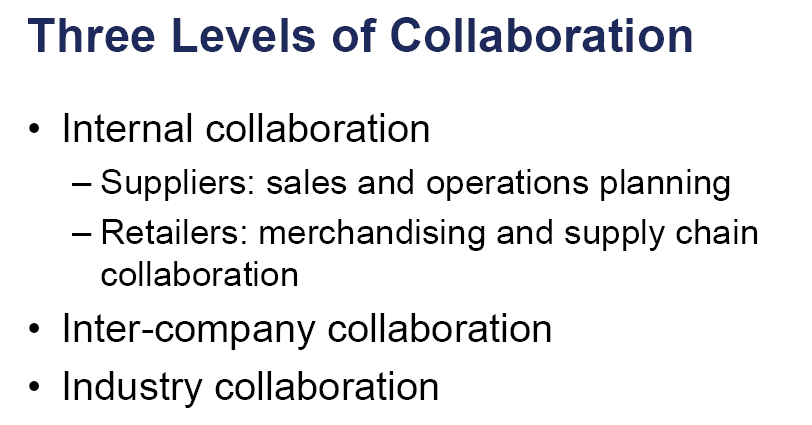 Three Levels of Collaboration
• Internal collaboration
– Suppliers: sales and operations planning
– Retailers: merchandising and supply chain
collaboration
• Inter-company collaboration
• Industry collaboration